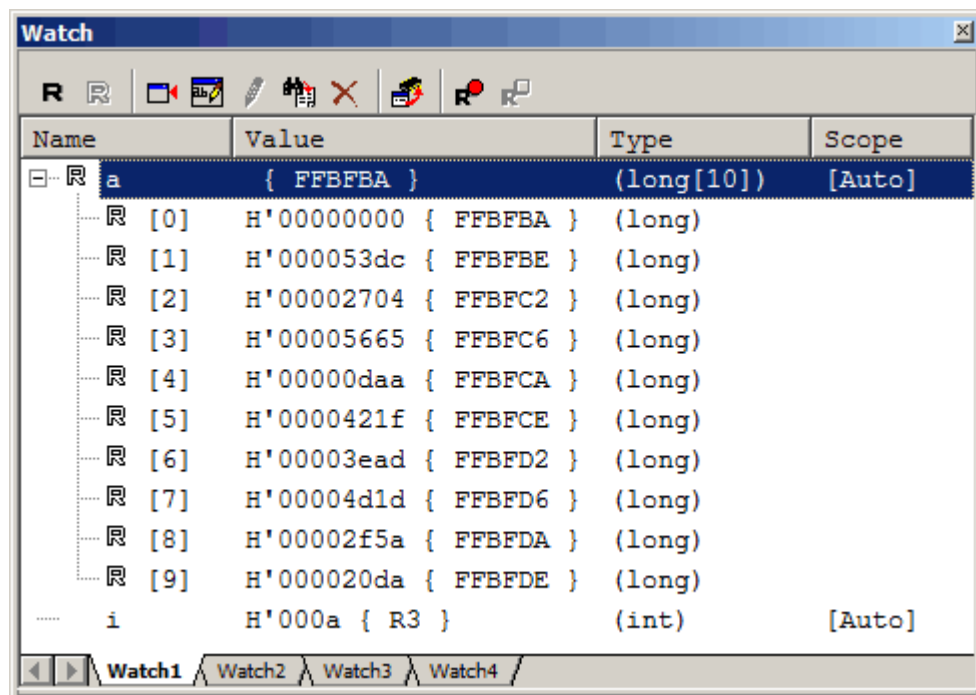 Watch
R R R R
Name Value Type Scope
R a { FFBFBA } (long[10]) [Auto]
R [0] H'00000000 { FFBFBA } (long)
R [1] H'000053dc { FFBFBE } (long)
R [2] H'00002704 { FFBFC2 } (long)
R [3] H'00005665 { FFBFC6 } (long)
R [4] H'00000daa { FFBFCA } (long)
R [5] H'0000421f { FFBFCE } (long)
R [6] H'00003ead { FFBFD2 } (long)
R [7] H'00004d1d { FFBFD6 } (long)
R [8] H'00002f5a { FFBFDA } (long)
R [9] H'000020da { FFBFDE } (long)
i H'000a { R3 } (int) [Auto]
Watch1 Watch2 Watch3 Watch4